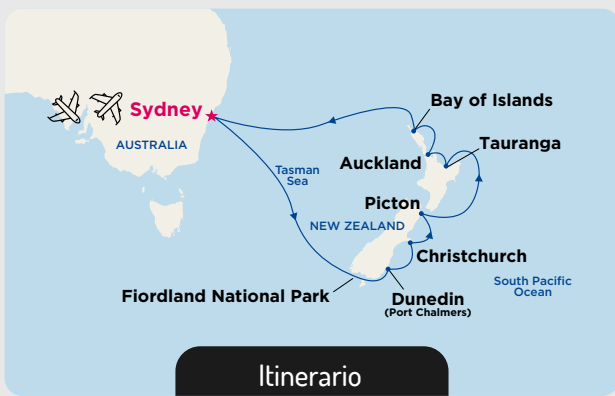 Bay of Islands
Sydney
Tauranga
AUSTRALIA
Auckland
Tasman
Sea
Picton
NEW ZEALAND
Christchurch
South Pacific
Ocean
Fiordland National Park
Dunedin
(Port Chalmers)
Itinerario